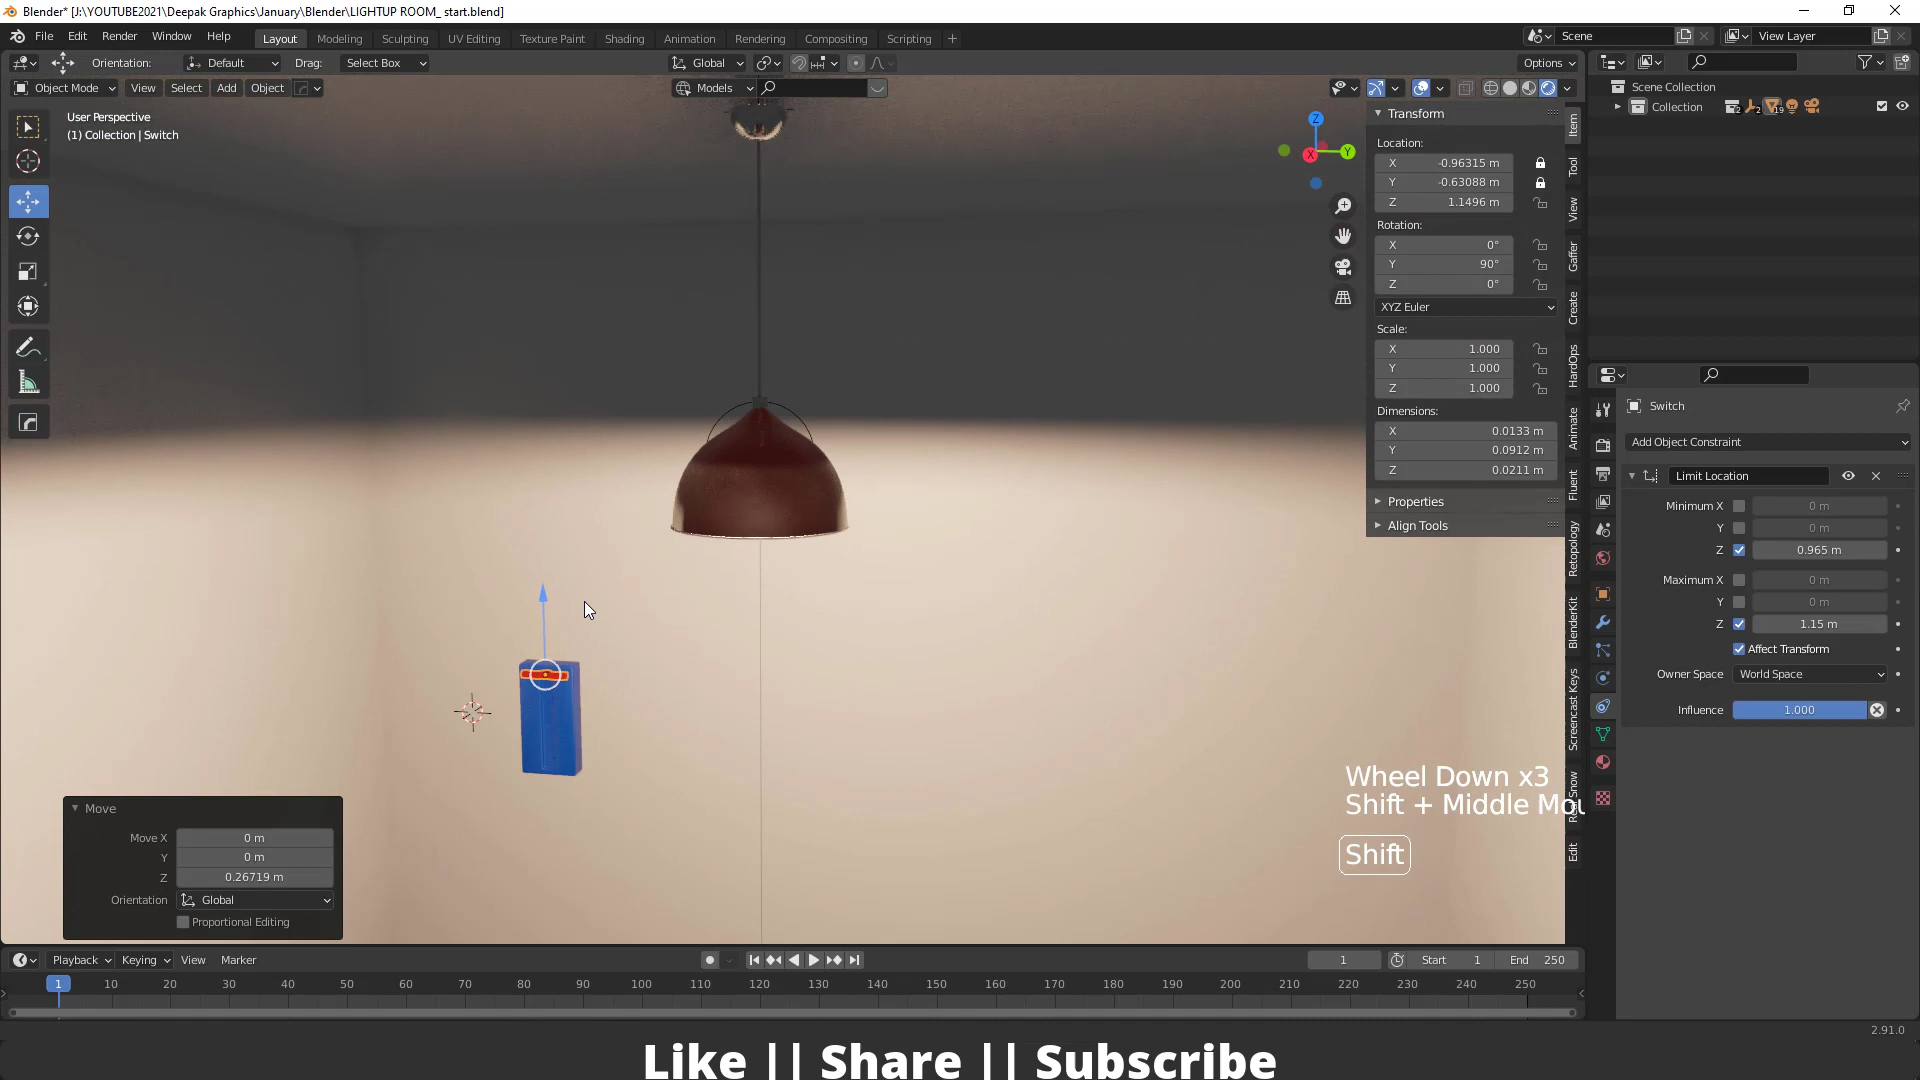 Blender* [J:\YOUTUBE2021\Deepak Graphics\January\Blender\LIGHTUP ROOM_ start.blend]
File Edit Render Window Help
Layout Modeling Sculpting UV Editing Texture Paint Shading Animation Rendering Compositing Scripting +
Scene
View Layer
Orientation: Default Drag: Select Box
Global
Options
Object Mode View Select Add Object
Models
User Perspective
(1) Collection | Switch
Z
Y
X
Scene Collection
Collection
2 2 19
Transform
Location:
X -0.96315 m
Y -0.63088 m
Z 1.1496 m
Rotation:
X 0°
Y 90°
Z 0°
XYZ Euler
Scale:
X 1.000
Y 1.000
Z 1.000
Dimensions:
X 0.0133 m
Y 0.0912 m
Z 0.0211 m
Properties
Align Tools
Item
Tool
View
Gaffer
Create
HardOps
Animate
Fluent
Retopology
BlenderKit
Screencast Keys
Edit
Switch
Add Object Constraint
Limit Location
Minimum X 0 m
Y 0 m
Z 0.965 m
Maximum X 0 m
Y 0 m
Z 1.15 m
Affect Transform
Owner Space World Space
Influence 1.000
Wheel Down x3
Shift + Middle Mou
Shift
Move
Move X 0 m
Y 0 m
Z 0.26719 m
Orientation Global
Proportional Editing
Playback Keying View Marker
1
Start 1 End 250
1 10 20 30 40 50 60 70 80 90 100 110 120 130 140 150 160 170 180 190 200 210 220 230 240 250
2.91.0
Like || Share || Subscribe